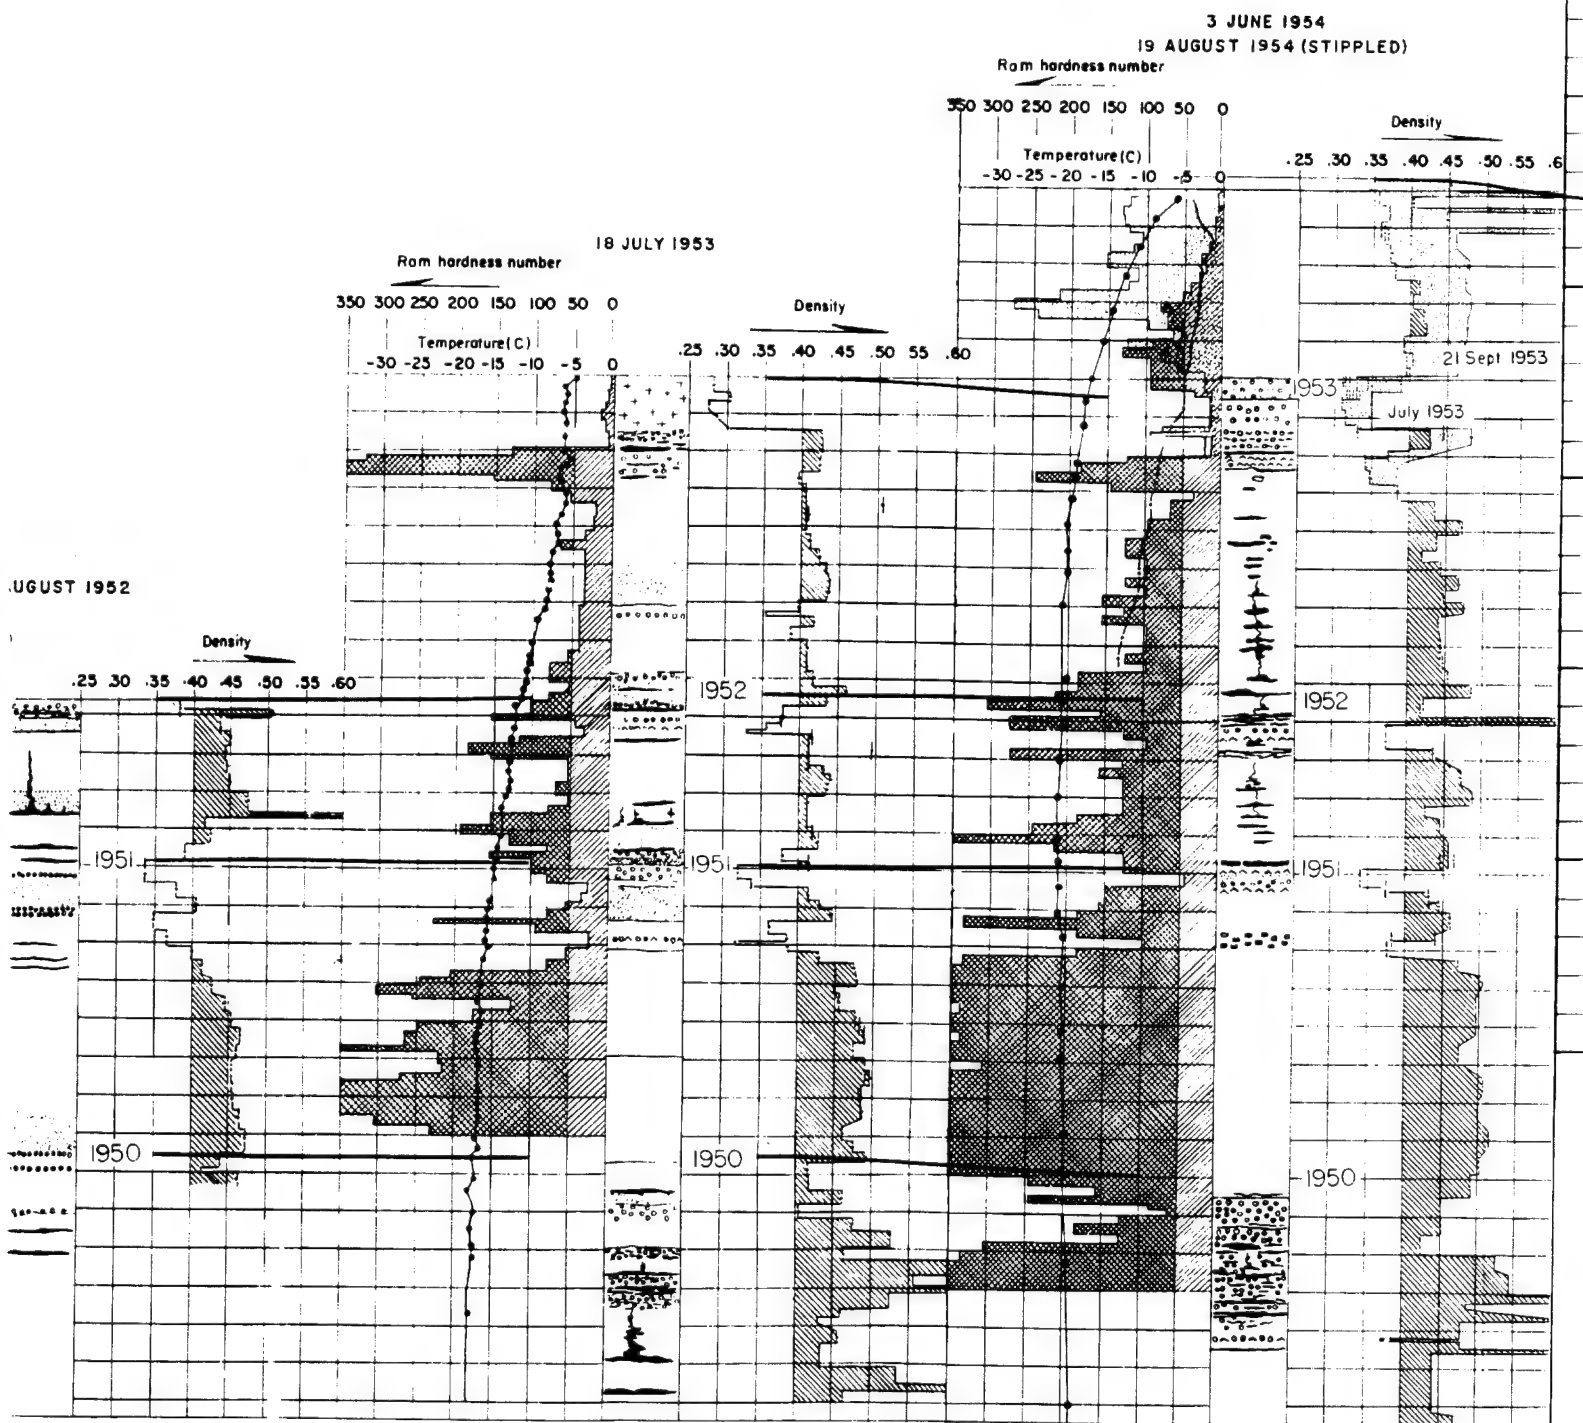 3 JUNE 1954
19 AUGUST 1954 (STIPPLED)
Ram hardness number
350 300 250 200 150 100 50 0
Temperature (C)
-30 -25 -20 -15 -10 -5 0
Density
.25 .30 .35 .40 .45 .50 .55 .6
21 Sept 1953
1953
July 1953
1952
1951
1950
18 JULY 1953
Ram hardness number
350 300 250 200 150 100 50 0
Temperature (C)
-30 -25 -20 -15 -10 -5 0
Density
.25 .30 .35 .40 .45 .50 .55 .60
1952
1951
1950
UGUST 1952
Density
.25 .30 .35 .40 .45 .50 .55 .60
1951
1950